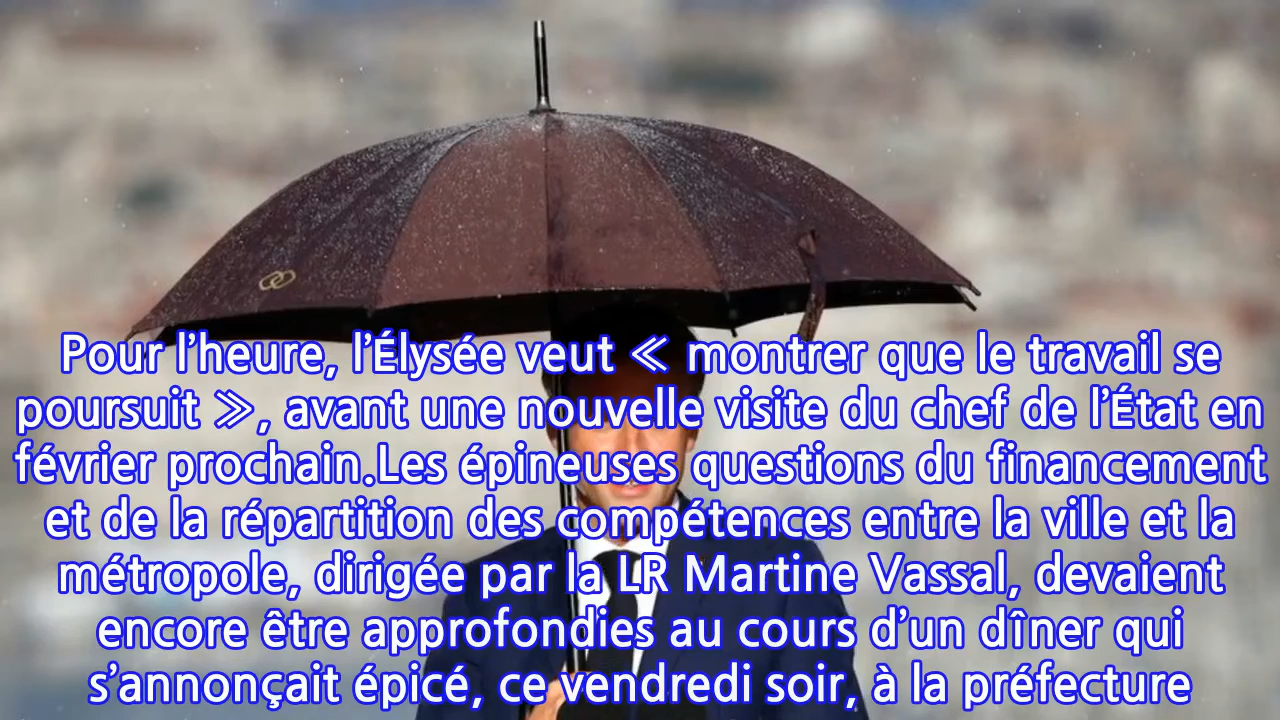 Pour l’heure, l’Élysée veut ≪ montrer que le travail se
poursuit ≫, avant une nouvelle visite du chef de l’État en
février prochain.Les épineuses questions du financement
et de la répartition des compétences entre la ville et la
métropole, dirigée par la LR Martine Vassal, devaient
encore être approfondies au cours d’un dîner qui
s’annonçait épicé, ce vendredi soir, à la préfecture